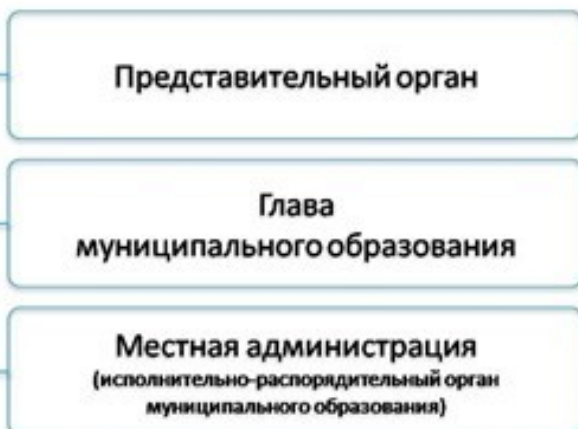 Представительный орган
Глава
муниципального образования
Местная администрация
(исполнительно-распорядительный орган
муниципального образования)